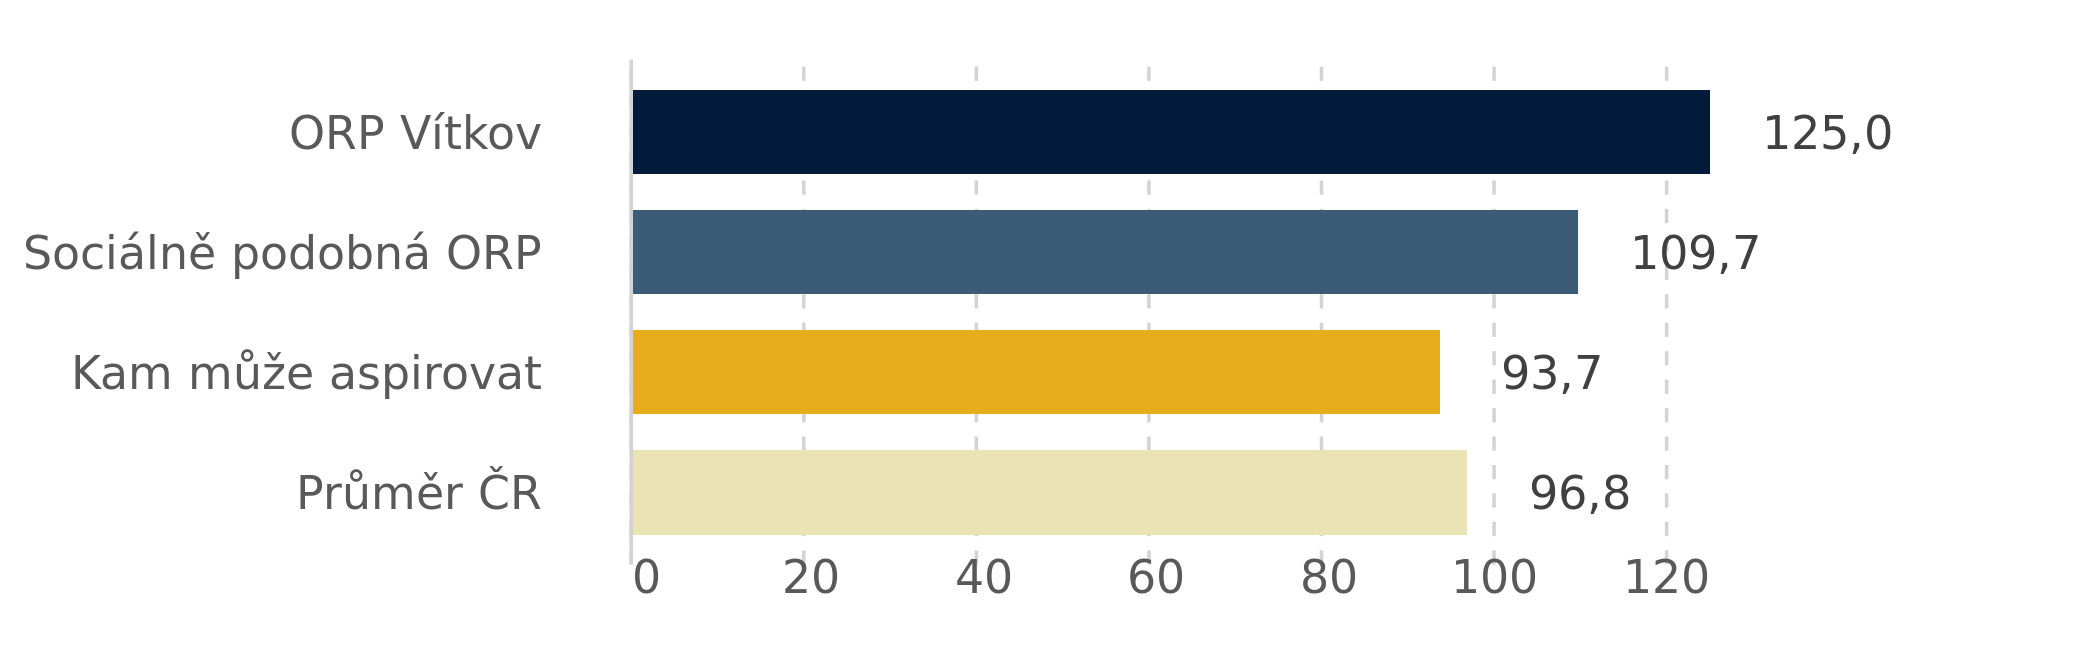 ORP Vítkov 125,0
Sociálně podobná ORP 109,7
Kam může aspirovat 93,7
Průměr ČR 96,8
0 20 40 60 80 100 120